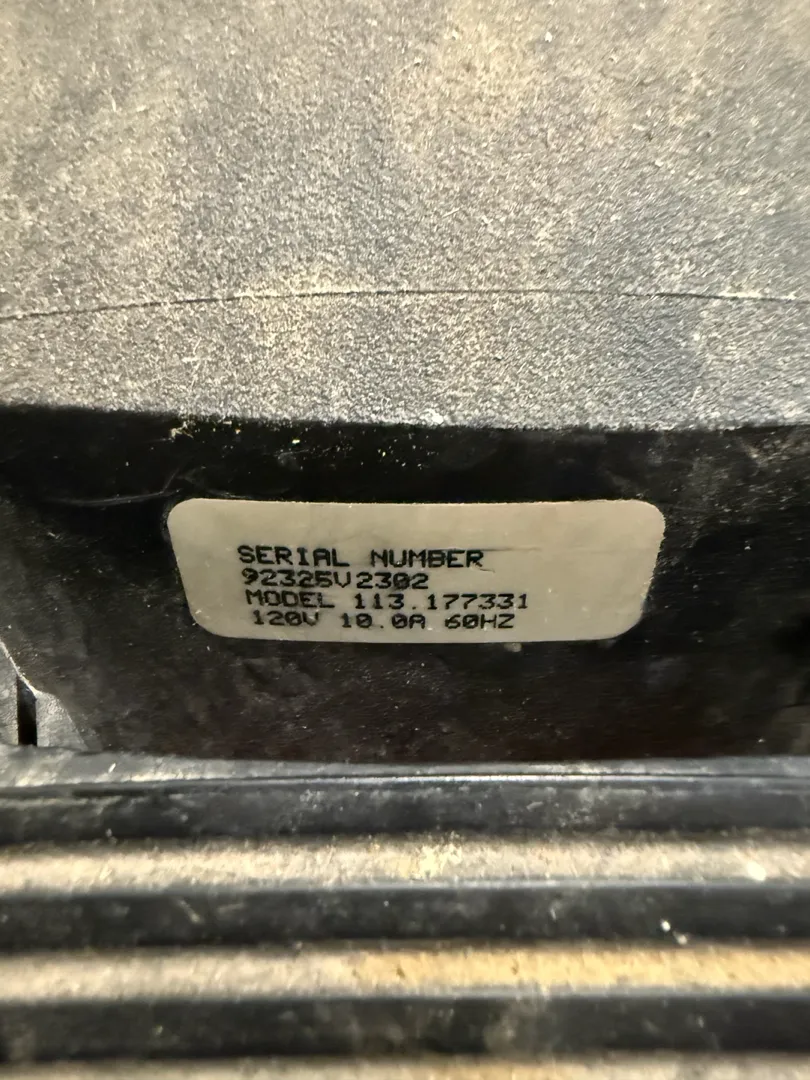 SERIAL NUMBER
92325V2302
MODEL 113.177331
120V 10.0A 60HZ